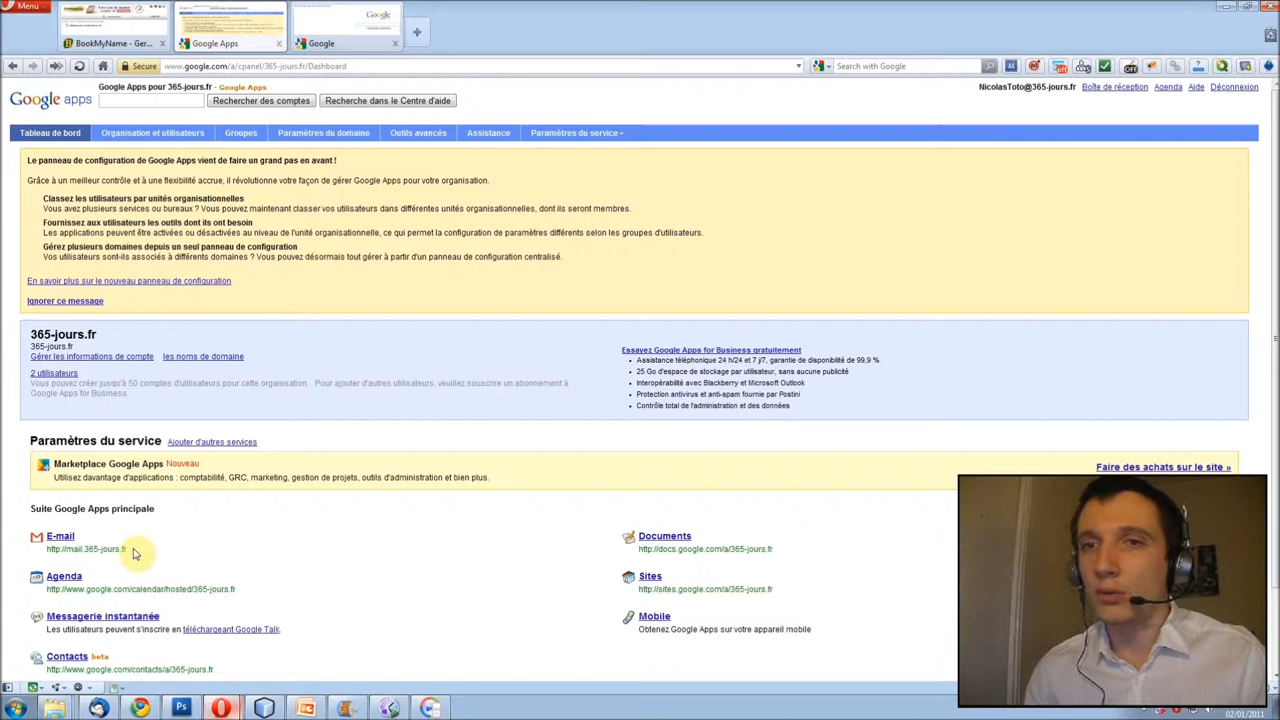 Menu
BookMyName - Ger...
Google Apps
Google
Secure
www.google.com/a/cpanel/365-jours.fr/Dashboard
Search with Google
Google Apps pour 365-jours.fr - Google Apps
NicolasToto@365-jours.fr Boîte de réception Agenda Aide Déconnexion
Google apps
Rechercher des comptes Recherche dans le Centre d'aide
Tableau de bord Organisation et utilisateurs Groupes Paramètres du domaine Outils avancés Assistance Paramètres du service
Le panneau de configuration de Google Apps vient de faire un grand pas en avant !
Grâce à un meilleur contrôle et à une flexibilité accrue, il révolutionne votre façon de gérer Google Apps pour votre organisation.
Classez les utilisateurs par unités organisationnelles
Vous avez plusieurs services ou bureaux ? Vous pouvez maintenant classer vos utilisateurs dans différentes unités organisationnelles, dont ils seront membres.
Fournissez aux utilisateurs les outils dont ils ont besoin
Les applications peuvent être activées ou désactivées au niveau de l'unité organisationnelle, ce qui permet la configuration de paramètres différents selon les groupes d'utilisateurs.
Gérez plusieurs domaines depuis un seul panneau de configuration
Vos utilisateurs sont-ils associés à différents domaines ? Vous pouvez désormais tout gérer à partir d'un panneau de configuration centralisé.
En savoir plus sur le nouveau panneau de configuration
Ignorer ce message
365-jours.fr
365-jours.fr
Gérer les informations de compte les noms de domaine
2 utilisateurs
Vous pouvez créer jusqu'à 50 comptes d'utilisateurs pour cette organisation. Pour ajouter d'autres utilisateurs, veuillez souscrire un abonnement à
Google Apps for Business.
Essayez Google Apps for Business gratuitement
Assistance téléphonique 24 h/24 et 7 j/7, garantie de disponibilité de 99,9 %
25 Go d'espace de stockage par utilisateur, sans aucune publicité
Interopérabilité avec Blackberry et Microsoft Outlook
Protection antivirus et anti-spam fournie par Postini
Contrôle total de l'administration et des données
Paramètres du service Ajouter d'autres services
Marketplace Google Apps Nouveau
Utilisez davantage d'applications : comptabilité, GRC, marketing, gestion de projets, outils d'administration et bien plus.
Faire des achats sur le site »
Suite Google Apps principale
E-mail
http://mail.365-jours.fr
Documents
http://docs.google.com/a/365-jours.fr
Agenda
http://www.google.com/calendar/hosted/365-jours.fr
Sites
http://sites.google.com/a/365-jours.fr
Messagerie instantanée
Les utilisateurs peuvent s'inscrire en téléchargeant Google Talk.
Mobile
Obtenez Google Apps sur votre appareil mobile
Contacts beta
http://www.google.com/contacts/a/365-jours.fr
Ps
02/01/2011